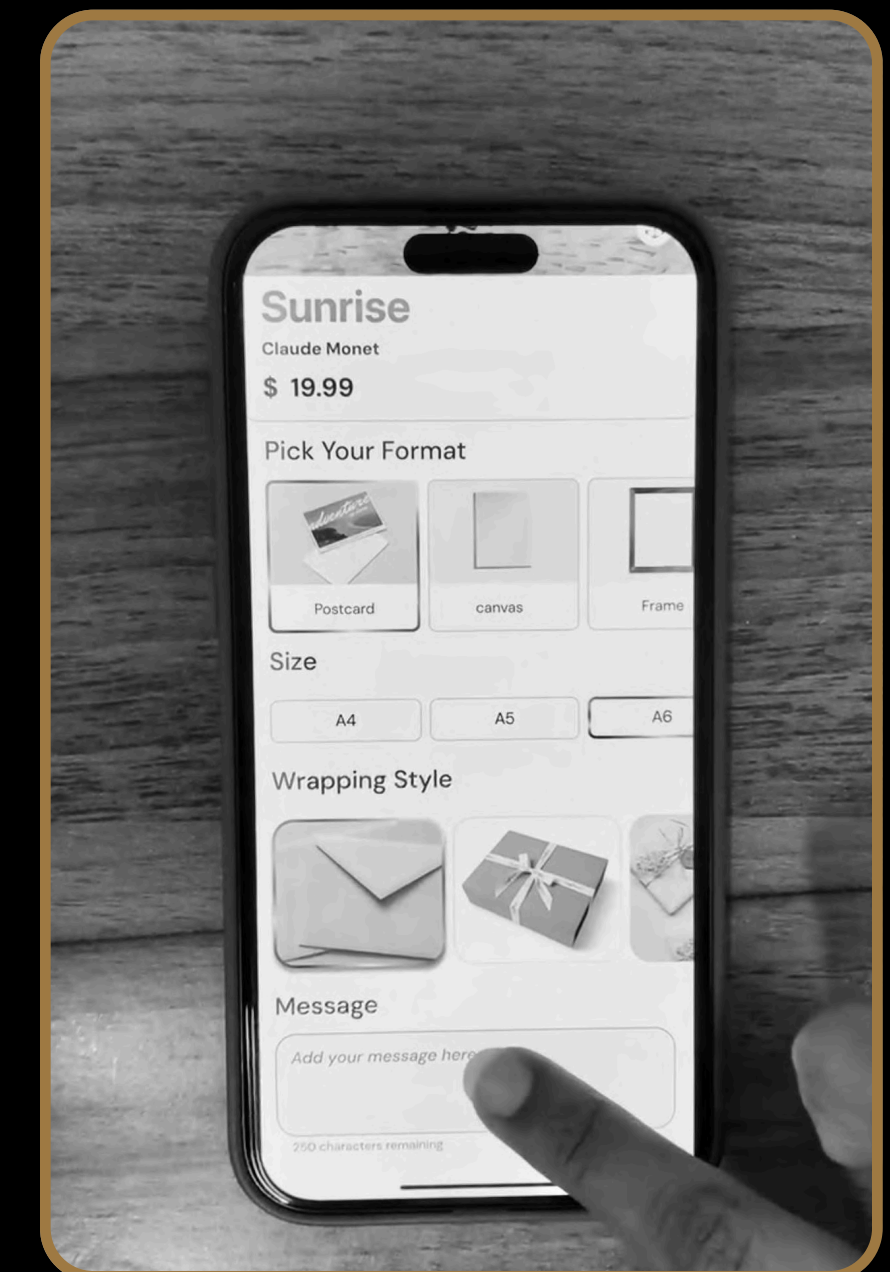 Sunrise
Claude Monet
$ 19.99
Pick Your Format
adventure
Postcard canvas Frame
Size
A4 A5 A6
Wrapping Style
Message
Add your message here
250 characters remaining